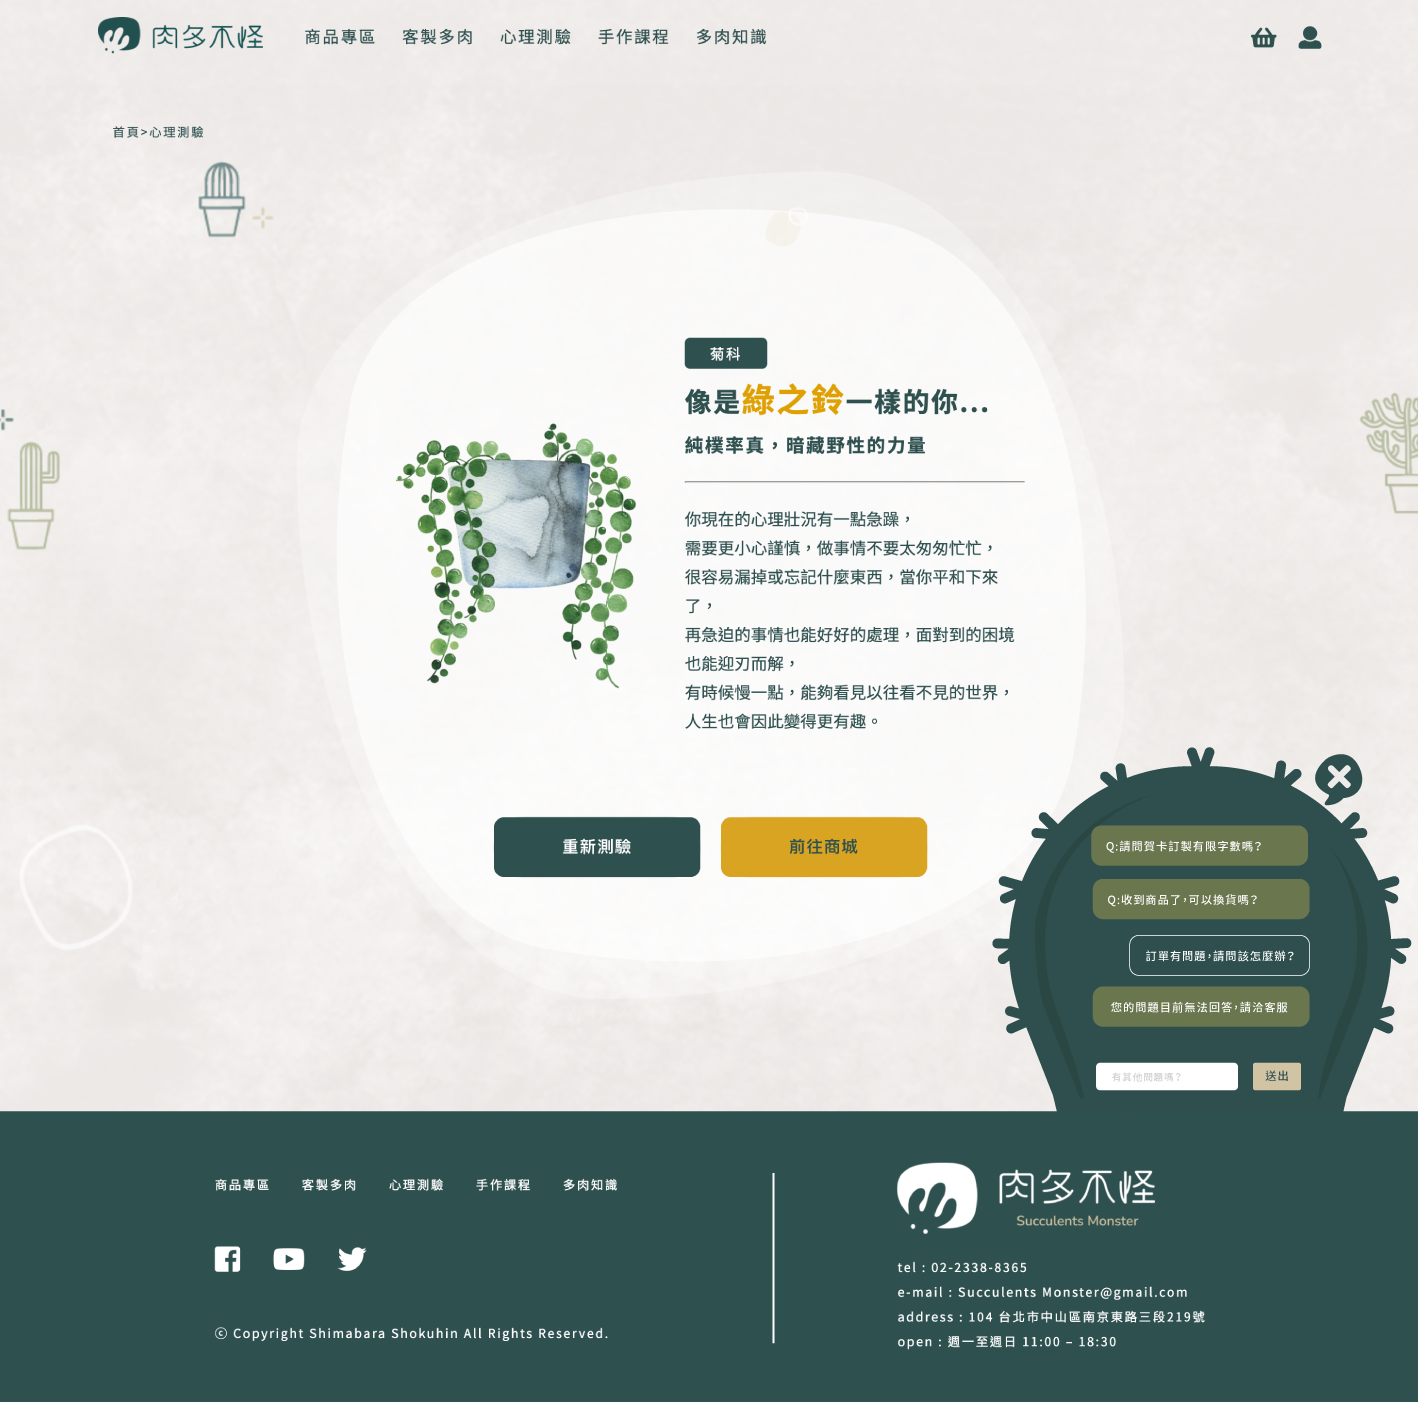 肉多不怪
商品專區 客製多肉 心理測驗 手作課程 多肉知識
首頁>心理測驗
菊科
像是綠之鈴一樣的你...
純樸率真，暗藏野性的力量
你現在的心理壯況有一點急躁，
需要更小心謹慎，做事情不要太匆匆忙忙，
很容易漏掉或忘記什麼東西，當你平和下來
了，
再急迫的事情也能好好的處理，面對到的困境
也能迎刃而解，
有時候慢一點，能夠看見以往看不見的世界，
人生也會因此變得更有趣。
重新測驗 前往商城
Q:請問賀卡訂製有限字數嗎?
Q:收到商品了,可以換貨嗎?
訂單有問題,請問該怎麼辦?
您的問題目前無法回答,請洽客服
有其他問題嗎?
送出
商品專區 客製多肉 心理測驗 手作課程 多肉知識
ⓒ Copyright Shimabara Shokuhin All Rights Reserved.
肉多不怪
Succulents Monster
tel : 02-2338-8365
e-mail : Succulents Monster@gmail.com
address : 104 台北市中山區南京東路三段219號
open : 週一至週日 11:00 – 18:30